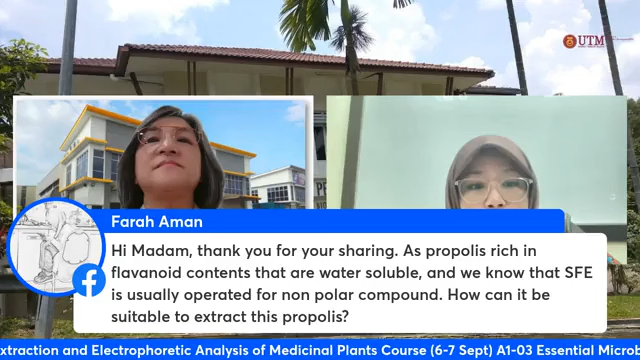 UTM
Farah Aman
Hi Madam, thank you for your sharing. As propolis rich in
flavanoid contents that are water soluble, and we know that SFE
is usually operated for non polar compound. How can it be
suitable to extract this propolis?
xtraction and Electrophoretic Analysis of Medicinal Plants Course (6-7 Sept) A1-03 Essential Microb